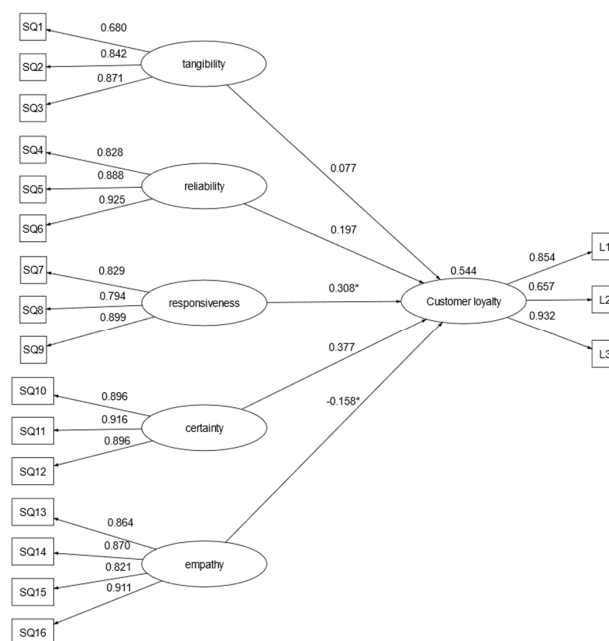 SQ1
0.680
SQ2
0.842
SQ3
0.871
tangibility
0.077
SQ4
0.828
SQ5
0.888
SQ6
0.925
reliability
0.197
SQ7
0.829
SQ8
0.794
SQ9
0.899
responsiveness
0.308*
SQ10
0.896
SQ11
0.916
SQ12
0.896
certainty
0.377
SQ13
0.864
SQ14
0.870
SQ15
0.821
SQ16
0.911
empathy
-0.158*
0.544
Customer loyalty
0.854
L1
0.657
L2
0.932
L3